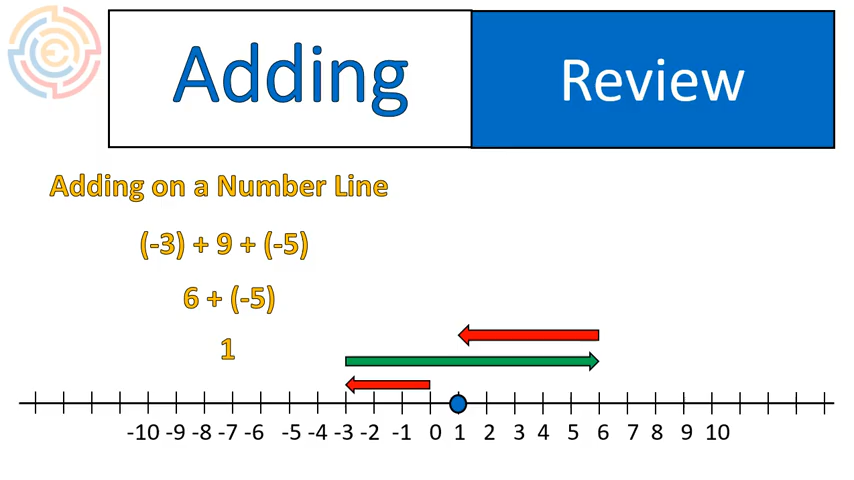 Adding Review
Adding on a Number Line
(-3) + 9 + (-5)
6 + (-5)
1
-10 -9 -8 -7 -6 -5 -4 -3 -2 -1 0 1 2 3 4 5 6 7 8 9 10